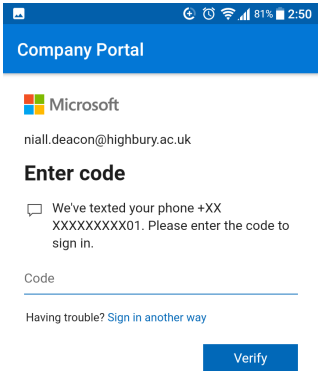 81% 2:50
Company Portal
Microsoft
niall.deacon@highbury.ac.uk
Enter code
We've texted your phone +XX
XXXXXXXXX01. Please enter the code to
sign in.
Code
Having trouble? Sign in another way
Verify